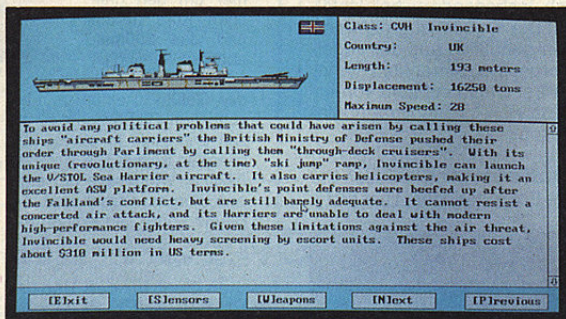 Class: CVH Invincible
Country: UK
Length: 193 meters
Displacement: 16250 tons
Maximum Speed: 28
To avoid any political problems that could have arisen by calling these
ships "aircraft carriers" the British Ministry of Defense pushed their
order through Parliment by calling them "through-deck cruisers". With its
unique (revolutionary, at the time) "ski jump" ramp, Invincible can launch
the V/STOL Sea Harrier aircraft. It also carries helicopters, making it an
excellent ASW platform. Invincible's point defenses were beefed up after
the Falkland's conflict, but are still barely adequate. It cannot resist a
concerted air attack, and its Harriers are unable to deal with modern
high-performance fighters. Given these limitations against the air threat,
Invincible would need heavy screening by escort units. These ships cost
about $310 million in US terms.
[E]xit [S]ensors [W]eapons [N]ext [P]revious